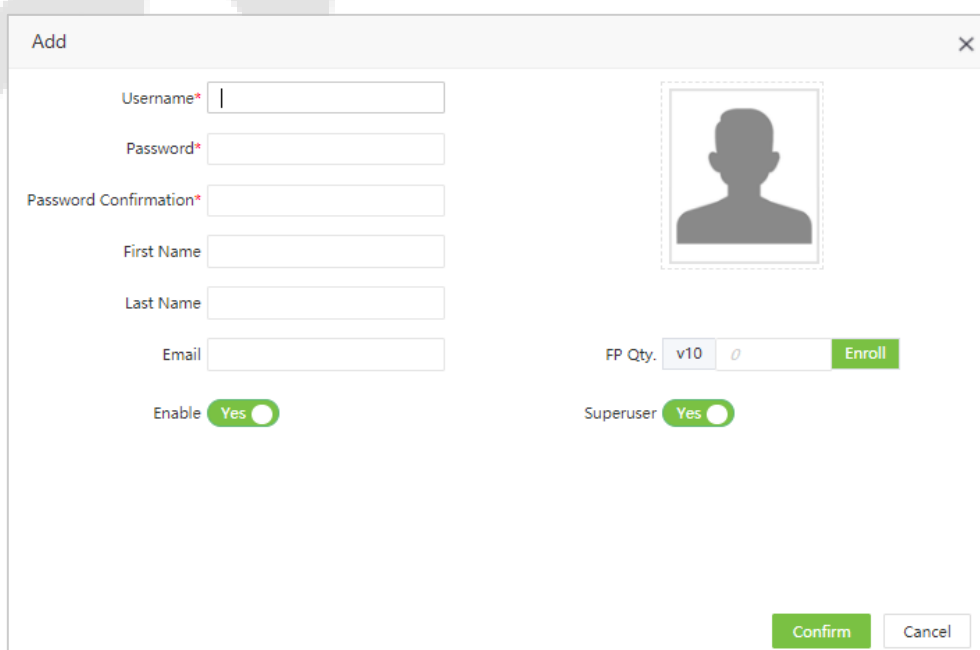 Add
Username*
Password*
Password Confirmation*
First Name
Last Name
Email
FP Qty. v10 0 Enroll
Enable Yes
Superuser Yes
Confirm Cancel